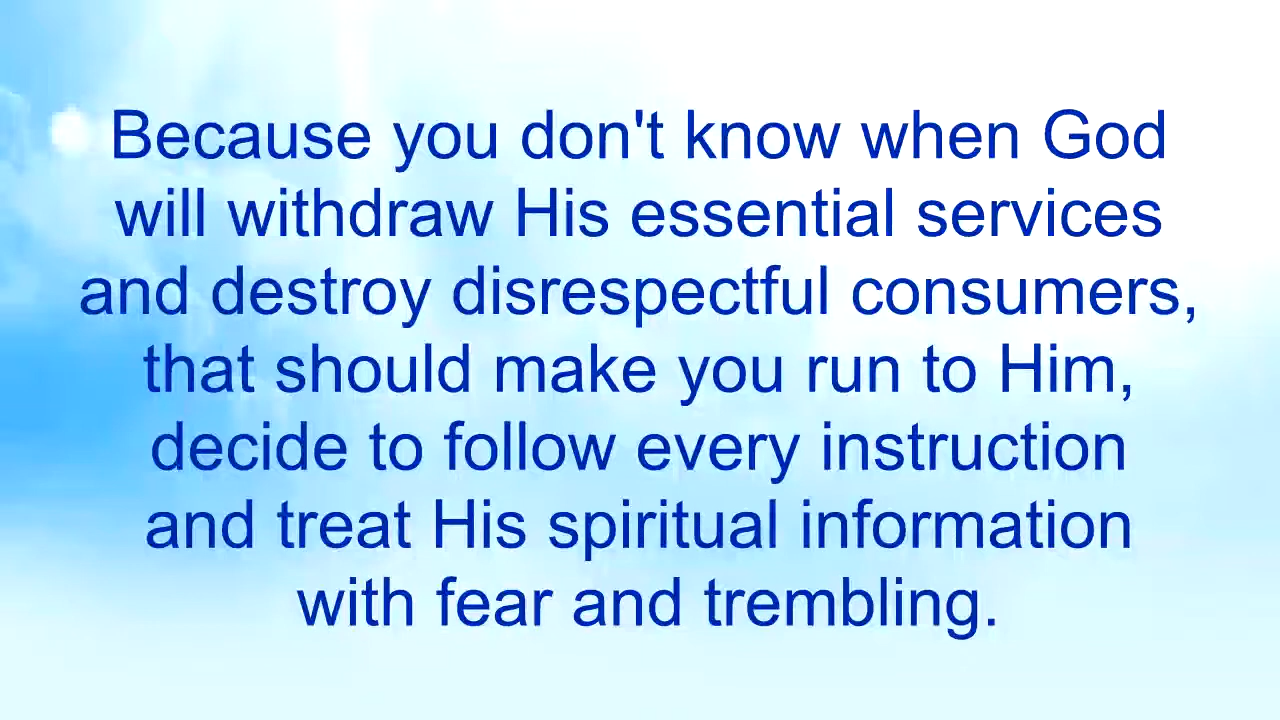 Because you don't know when God
will withdraw His essential services
and destroy disrespectful consumers,
that should make you run to Him,
decide to follow every instruction
and treat His spiritual information
with fear and trembling.